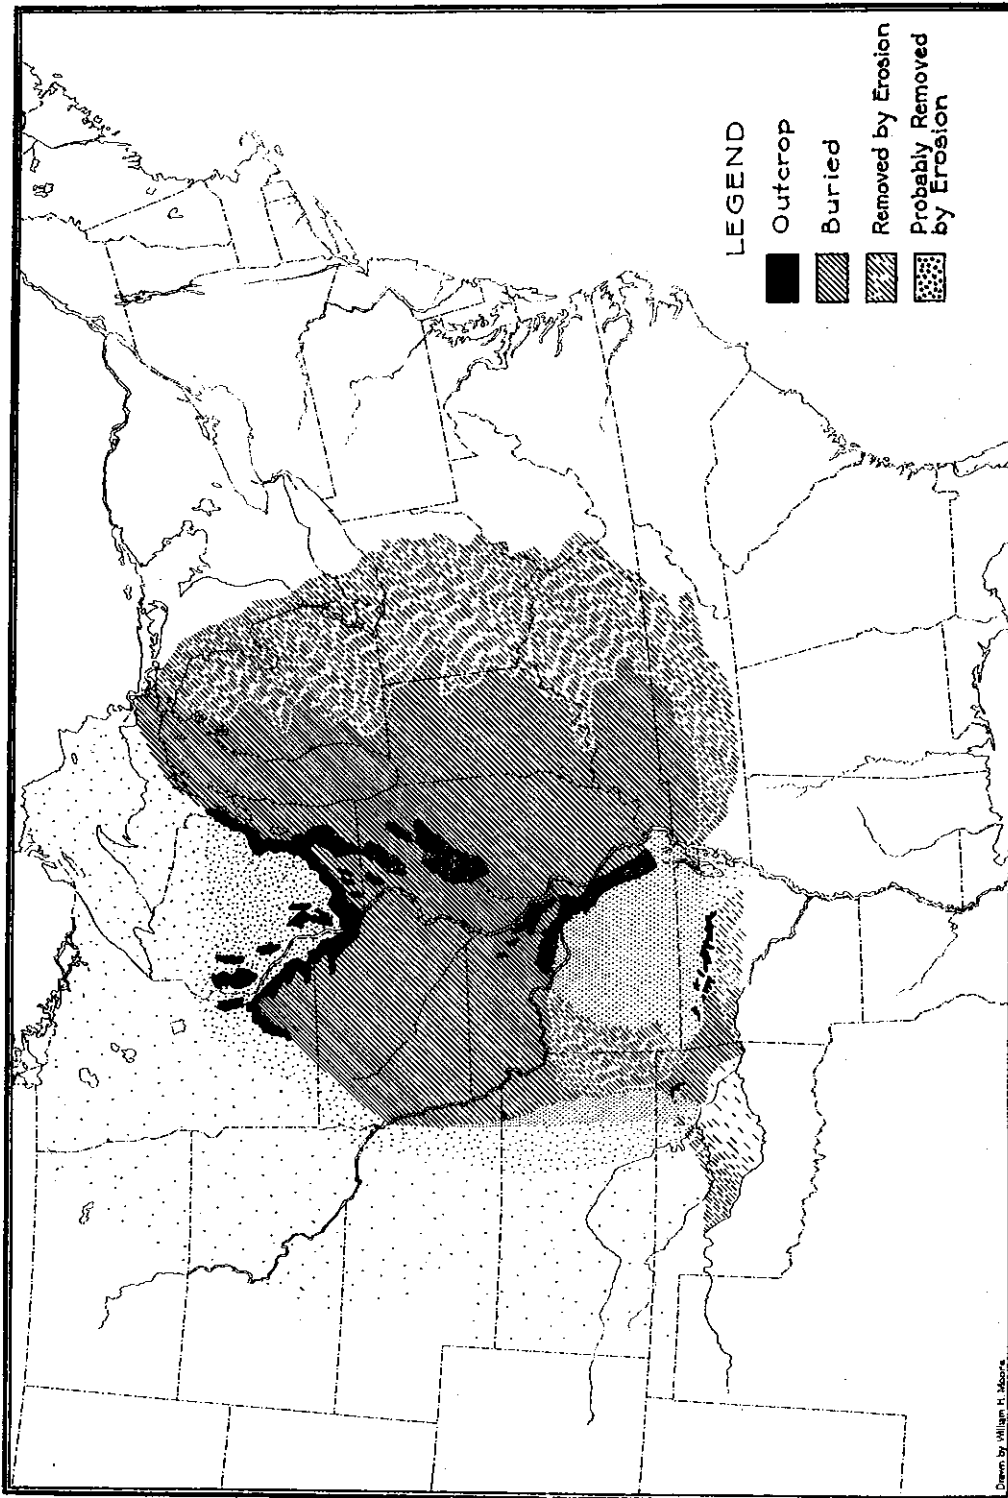 LEGEND
Outcrop
Buried
Removed by Erosion
Probably Removed
by Erosion
Drawn by William H. Moore